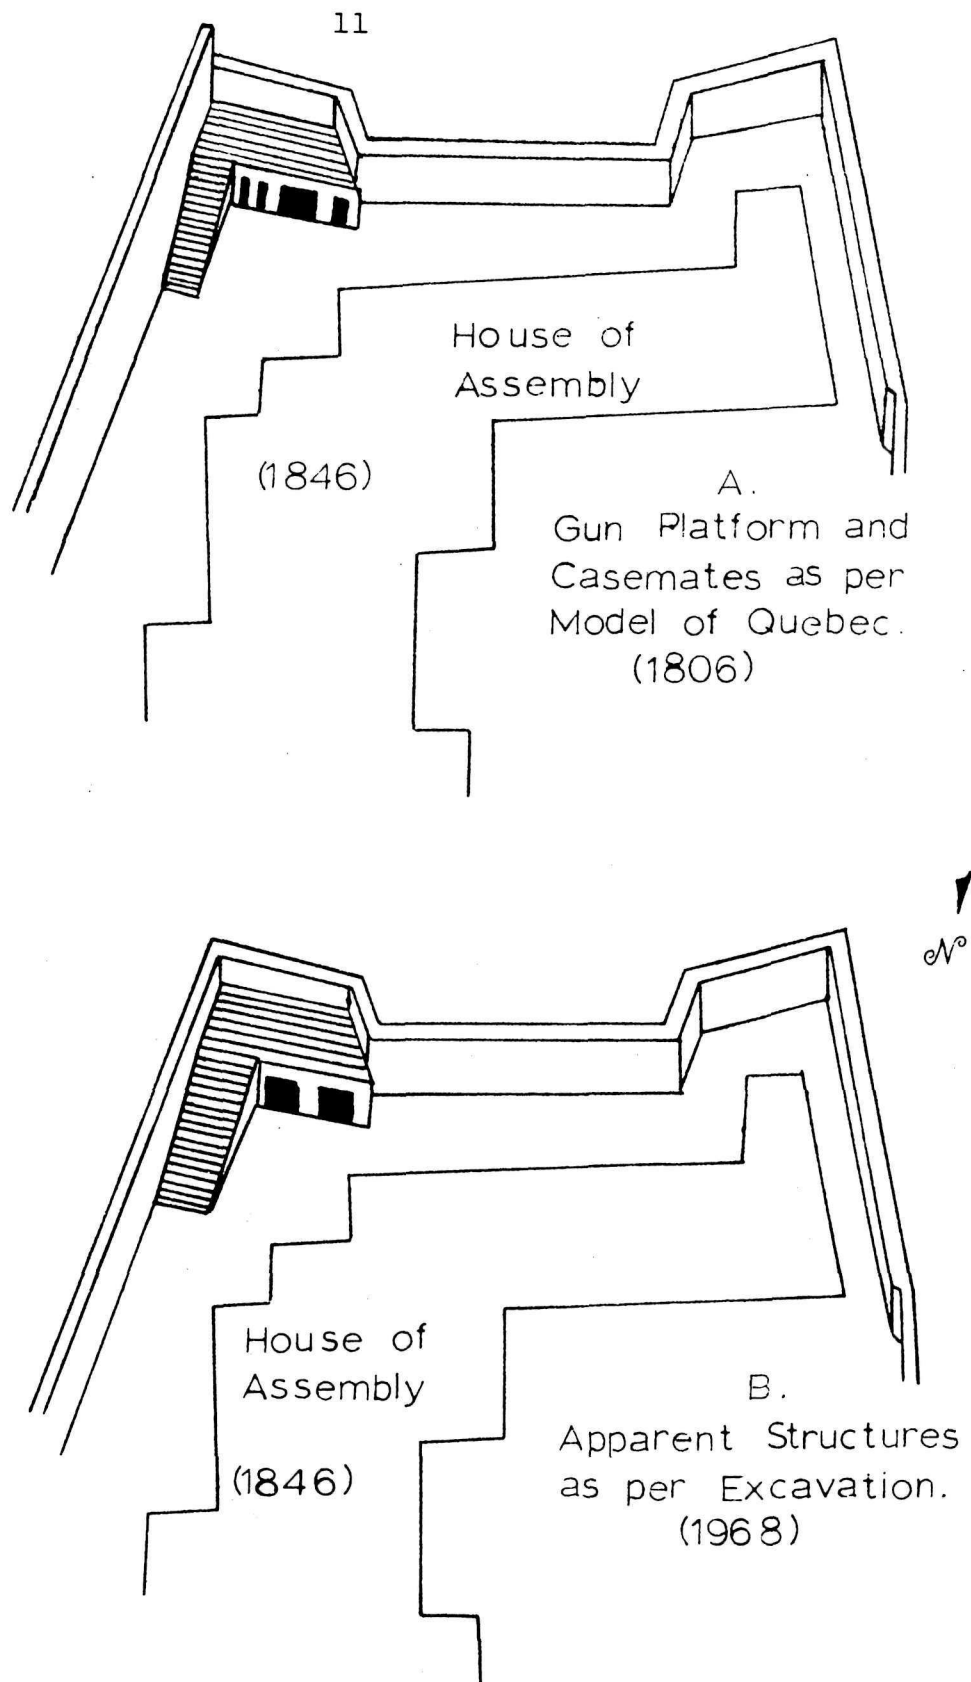 11
House of
Assembly
(1846)
A.
Gun Platform and
Casemates as per
Model of Quebec.
(1806)
N
House of
Assembly
(1846)
B.
Apparent Structures
as per Excavation.
(1968)